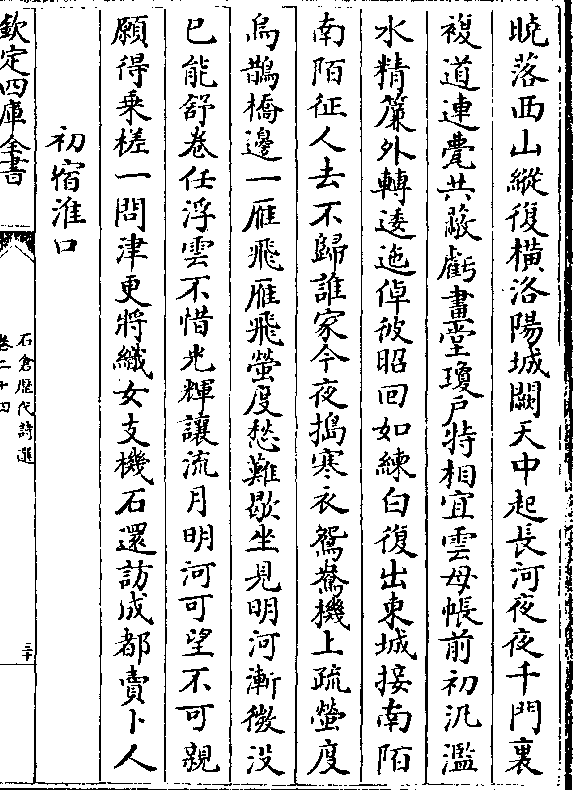 曉落西山縱復横洛陽城闕天中起長河夜夜千門裏
複道連甍共蔽虧畫堂瓊戸特相宜雲母帳前初汎濫
水精簾外轉逶迤倬彼昭回如練白復出東城接南陌
南陌征人去不歸誰家今夜擣寒衣鴛鴦機上疏螢度
烏鵲橋邊一雁飛雁飛螢度愁難歇坐見明河漸微没
已能舒卷任浮雲不惜光輝讓流月明河可望不可親
願得乗槎一問津更將織女支機石還訪成都賣卜人
初宿淮口
欽定四庫全書
石倉歴代詩選
卷二十四
三十